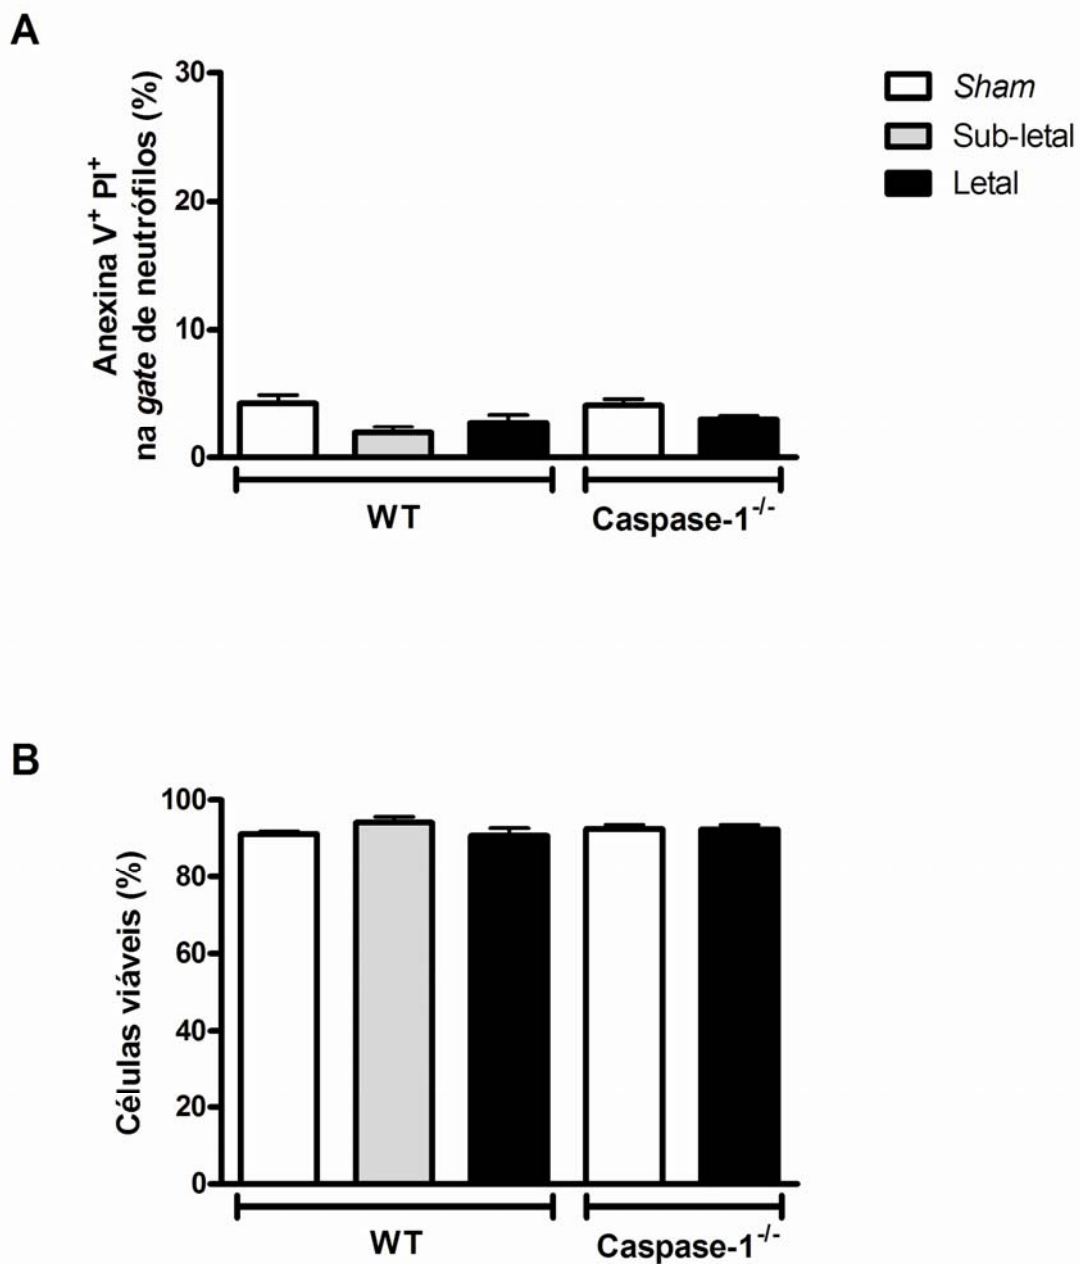 A
Anexina V⁺ PI⁺
na gate de neutrófilos (%)
30
20
10
0
WT
Caspase-1⁻/⁻
Sham
Sub-letal
Letal
B
Células viáveis (%)
100
80
60
40
20
0
WT
Caspase-1⁻/⁻